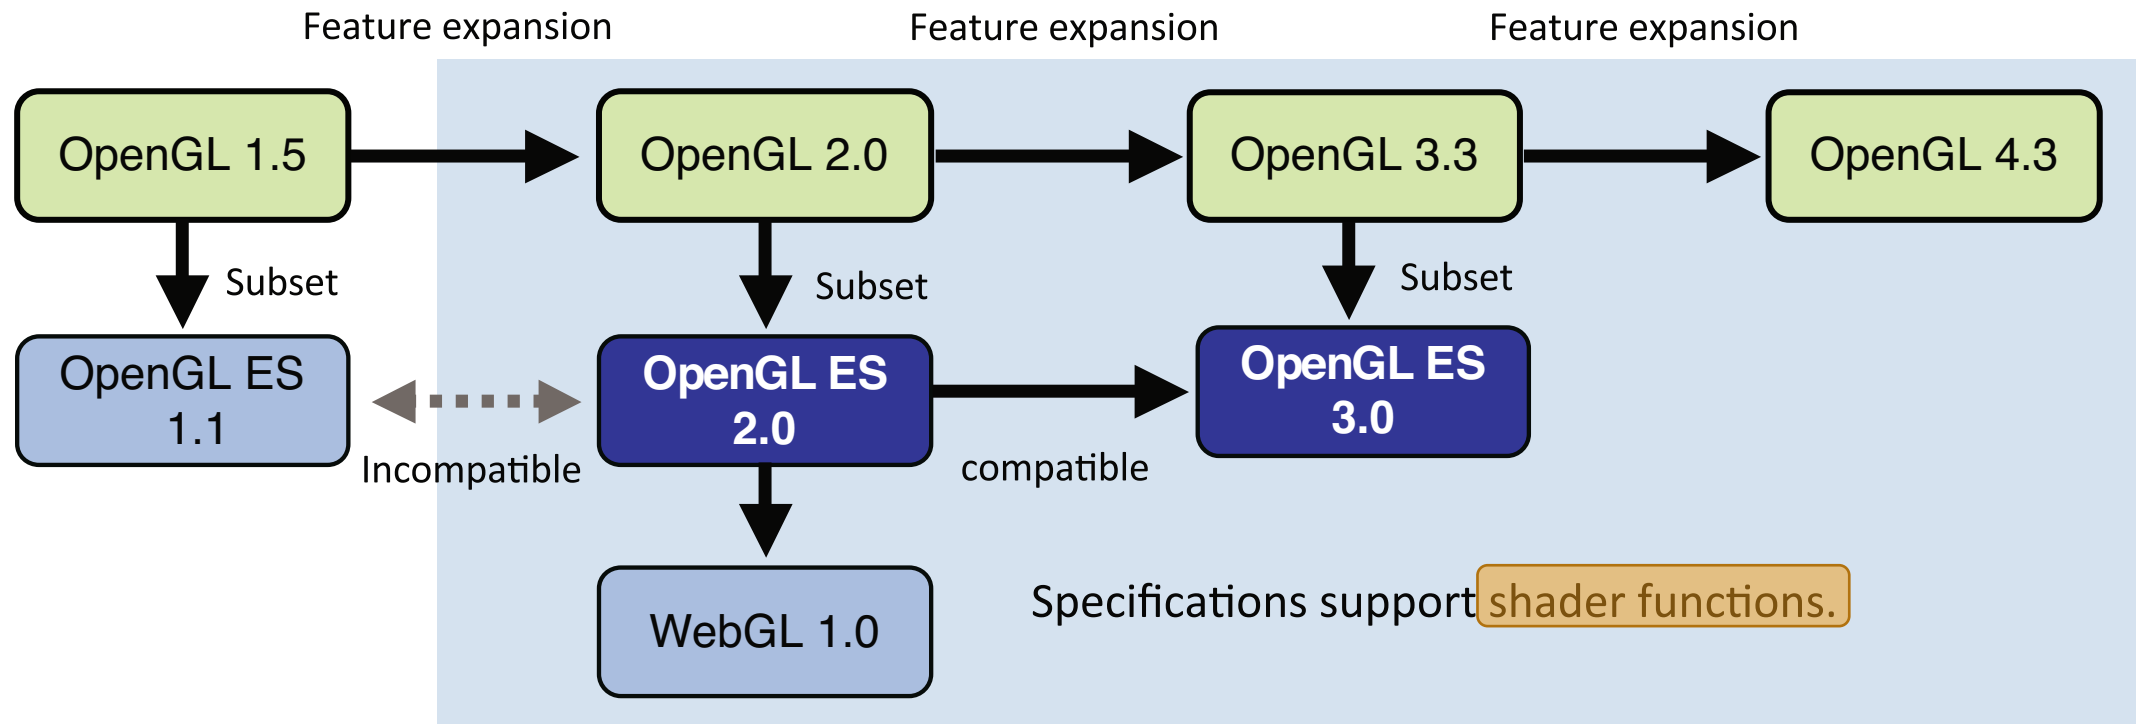 Feature expansion
Feature expansion
Feature expansion
OpenGL 1.5
OpenGL 2.0
OpenGL 3.3
OpenGL 4.3
Subset
Subset
Subset
OpenGL ES
1.1
Incompatible
OpenGL ES
2.0
compatible
OpenGL ES
3.0
WebGL 1.0
Specifications support shader functions.